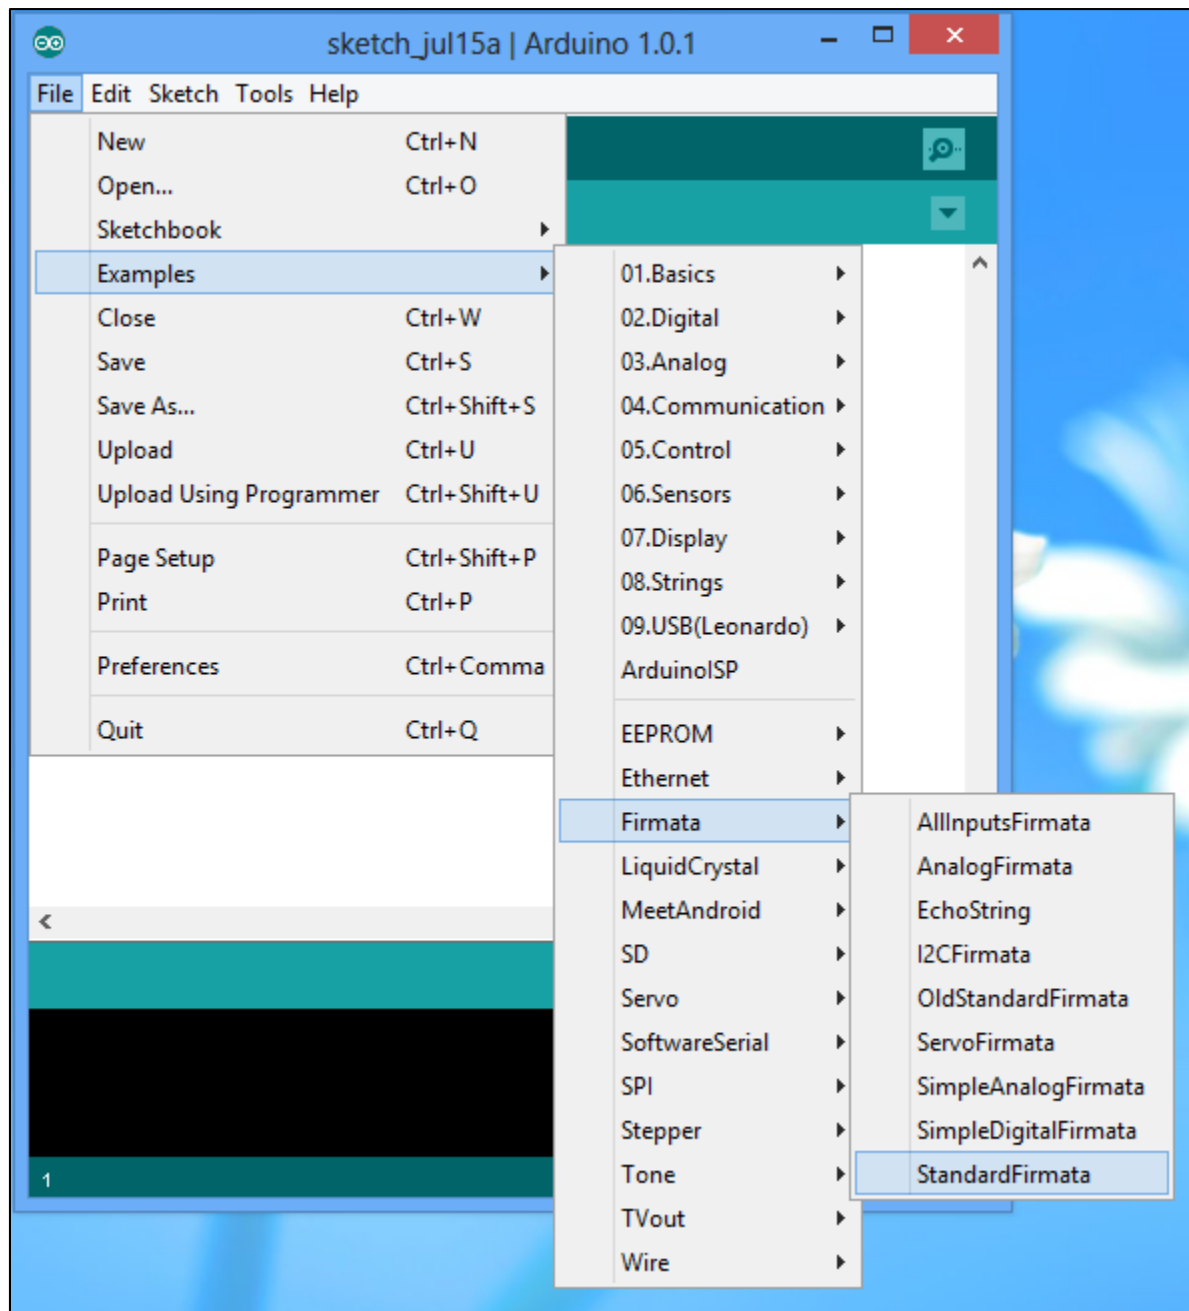 sketch_jul15a | Arduino 1.0.1
File Edit Sketch Tools Help
New Ctrl+N
Open... Ctrl+O
Sketchbook
Examples
Close Ctrl+W
Save Ctrl+S
Save As... Ctrl+Shift+S
Upload Ctrl+U
Upload Using Programmer Ctrl+Shift+U
Page Setup Ctrl+Shift+P
Print Ctrl+P
Preferences Ctrl+Comma
Quit Ctrl+Q
01.Basics
02.Digital
03.Analog
04.Communication
05.Control
06.Sensors
07.Display
08.Strings
09.USB(Leonardo)
ArduinoISP
EEPROM
Ethernet
Firmata
LiquidCrystal
MeetAndroid
SD
Servo
SoftwareSerial
SPI
Stepper
Tone
TVout
Wire
AllInputsFirmata
AnalogFirmata
EchoString
I2CFirmata
OldStandardFirmata
ServoFirmata
SimpleAnalogFirmata
SimpleDigitalFirmata
StandardFirmata
1